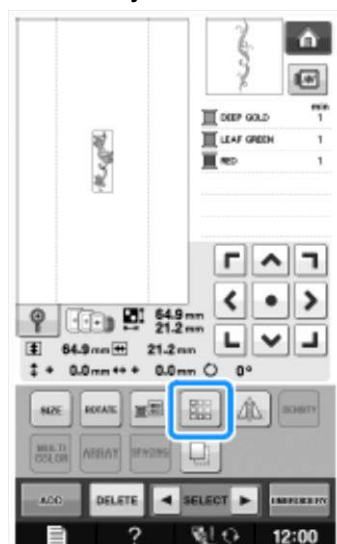 min
DEEP GOLD 1
LEAF GREEN 1
RED 1
64.9 mm
21.2 mm
64.9 mm 21.2 mm
+ 0.0 mm + 0.0 mm 0°
SIZE ROTATE DENSITY
MULTI COLOR ARRAY SPACING
ADD DELETE SELECT EMBROIDERY
? 12:00